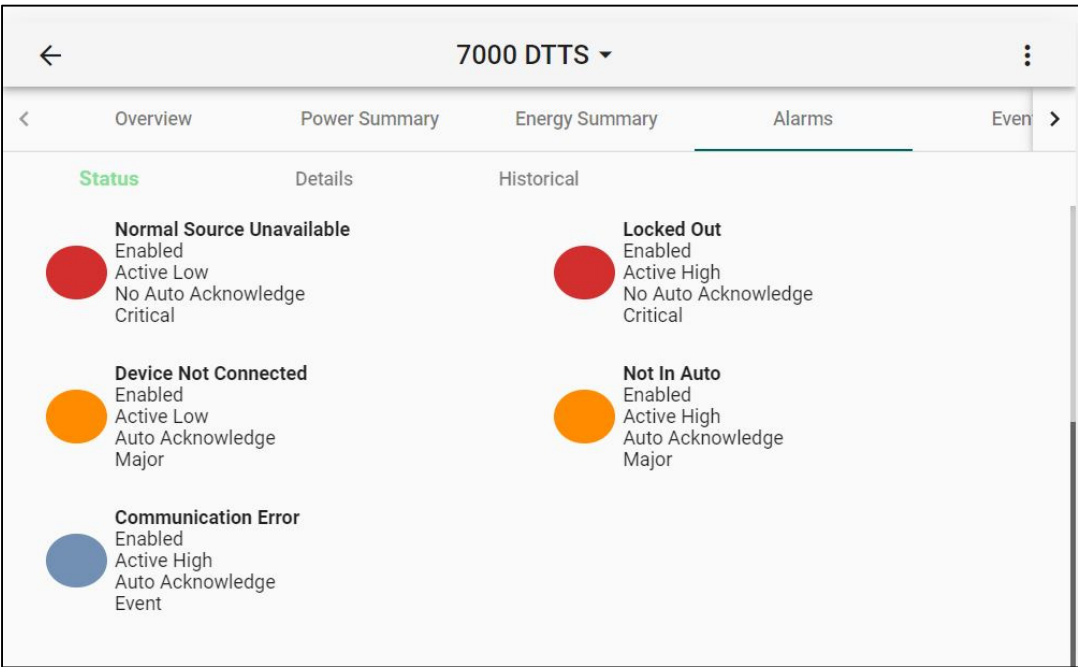 7000 DTTS
Overview Power Summary Energy Summary Alarms Even
Status Details Historical
Normal Source Unavailable
Enabled
Active Low
No Auto Acknowledge
Critical
Locked Out
Enabled
Active High
No Auto Acknowledge
Critical
Device Not Connected
Enabled
Active Low
Auto Acknowledge
Major
Not In Auto
Enabled
Active High
Auto Acknowledge
Major
Communication Error
Enabled
Active High
Auto Acknowledge
Event